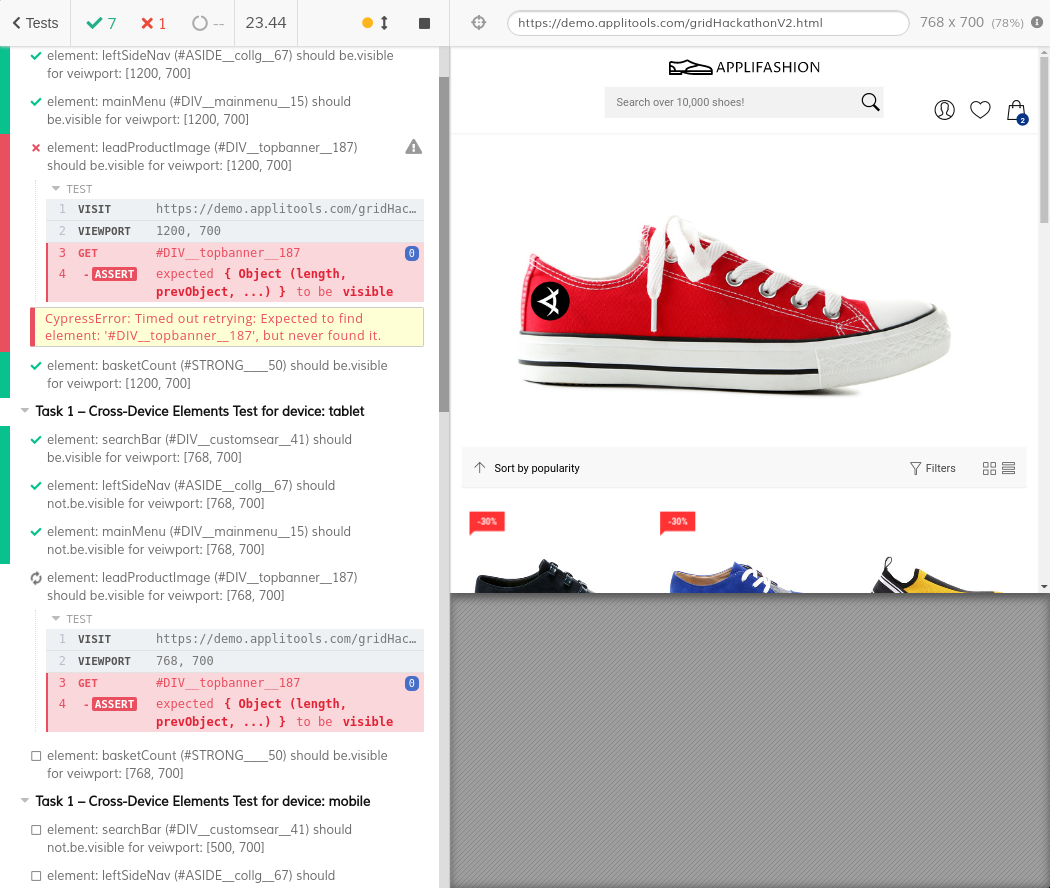 Tests
7
1
--
23.44
https://demo.applitools.com/gridHackathonV2.html
768 x 700 (78%)
element: leftSideNav (#ASIDE__collg__67) should be.visible
for veiwport: [1200, 700]
element: mainMenu (#DIV__mainmenu__15) should
be.visible for veiwport: [1200, 700]
element: leadProductImage (#DIV__topbanner__187)
should be.visible for veiwport: [1200, 700]
TEST
1 VISIT https://demo.applitools.com/gridHac…
2 VIEWPORT 1200, 700
3 GET #DIV__topbanner__187 0
4 -ASSERT expected { Object (length,
prevObject, ...) } to be visible
CypressError: Timed out retrying: Expected to find
element: '#DIV__topbanner__187', but never found it.
element: basketCount (#STRONG____50) should be.visible
for veiwport: [1200, 700]
Task 1 – Cross-Device Elements Test for device: tablet
element: searchBar (#DIV__customsear__41) should
be.visible for veiwport: [768, 700]
element: leftSideNav (#ASIDE__collg__67) should
not.be.visible for veiwport: [768, 700]
element: mainMenu (#DIV__mainmenu__15) should
not.be.visible for veiwport: [768, 700]
element: leadProductImage (#DIV__topbanner__187)
should be.visible for veiwport: [768, 700]
TEST
1 VISIT https://demo.applitools.com/gridHac…
2 VIEWPORT 768, 700
3 GET #DIV__topbanner__187 0
4 -ASSERT expected { Object (length,
prevObject, ...) } to be visible
element: basketCount (#STRONG____50) should be.visible
for veiwport: [768, 700]
Task 1 – Cross-Device Elements Test for device: mobile
element: searchBar (#DIV__customsear__41) should
not.be.visible for veiwport: [500, 700]
element: leftSideNav (#ASIDE__collg__67) should
APPLIFASHION
Search over 10,000 shoes!
2
Sort by popularity
Filters
-30%
-30%